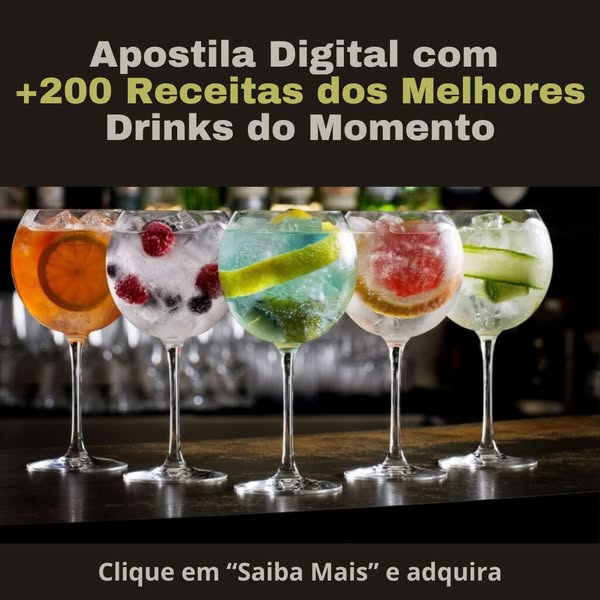 Apostila Digital com
+200 Receitas dos Melhores
Drinks do Momento
Clique em “Saiba Mais” e adquira